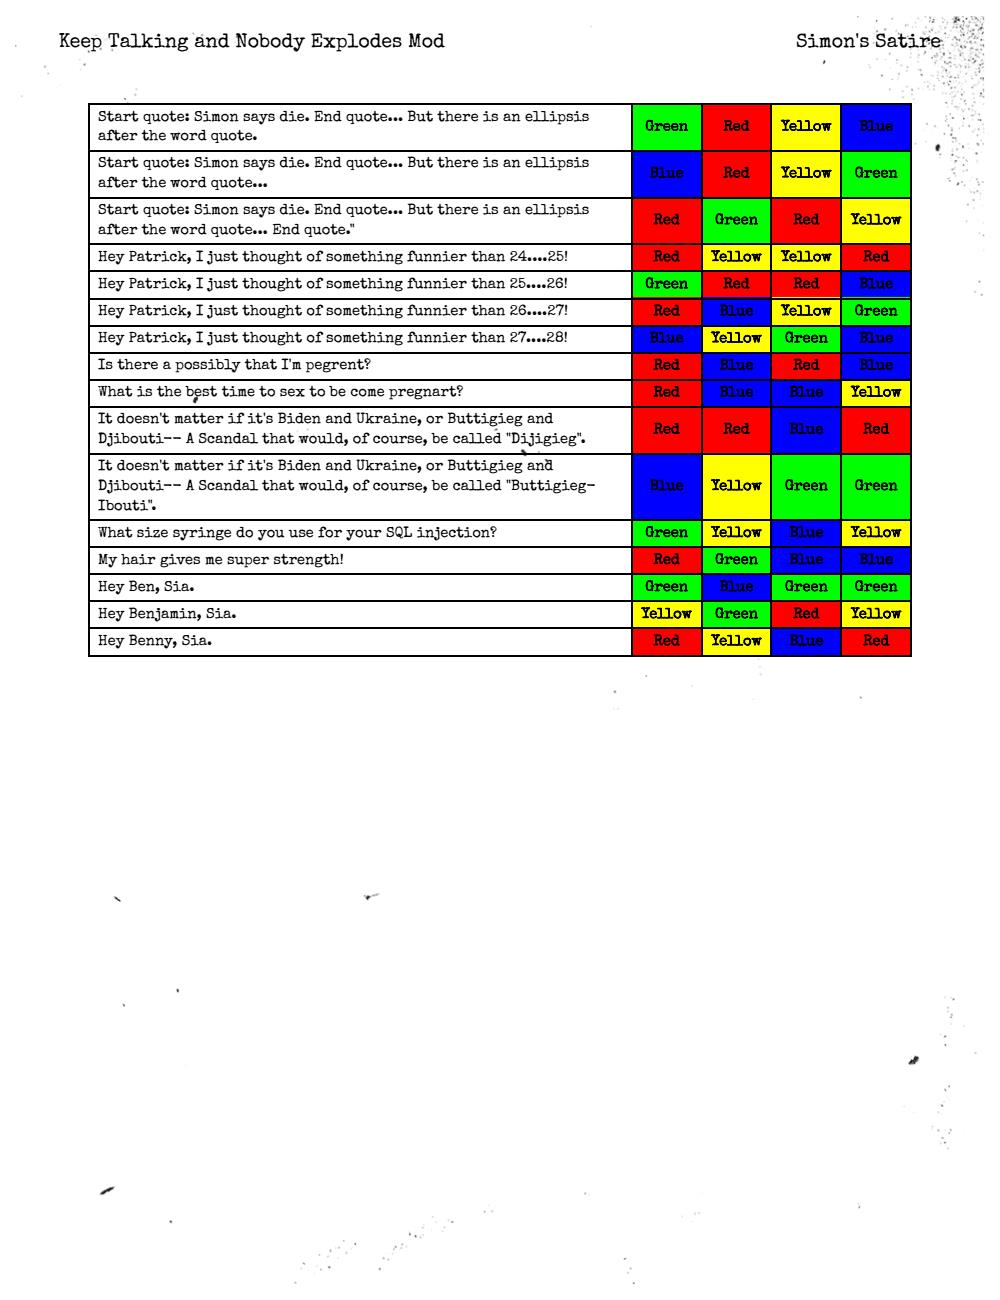 Keep Talking and Nobody Explodes Mod Simon's Satire
Start quote: Simon says die. End quote... But there is an ellipsis
after the word quote. Green Red Yellow Blue
Start quote: Simon says die. End quote... But there is an ellipsis
after the word quote... Blue Red Yellow Green
Start quote: Simon says die. End quote... But there is an ellipsis
after the word quote... End quote." Red Green Red Yellow
Hey Patrick, I just thought of something funnier than 24....25! Red Yellow Yellow Red
Hey Patrick, I just thought of something funnier than 25....26! Green Red Red Blue
Hey Patrick, I just thought of something funnier than 26....27! Red Blue Yellow Green
Hey Patrick, I just thought of something funnier than 27....28! Blue Yellow Green Blue
Is there a possibly that I'm pegrent? Red Blue Red Blue
What is the best time to sex to be come pregnart? Red Blue Blue Yellow
It doesn't matter if it's Biden and Ukraine, or Buttigieg and
Djibouti-- A Scandal that would, of course, be called "Dijigieg". Red Red Blue Red
It doesn't matter if it's Biden and Ukraine, or Buttigieg and
Djibouti-- A Scandal that would, of course, be called "Buttigieg-
Ibouti". Blue Yellow Green Green
What size syringe do you use for your SQL injection? Green Yellow Blue Yellow
My hair gives me super strength! Red Green Blue Blue
Hey Ben, Sia. Green Blue Green Green
Hey Benjamin, Sia. Yellow Green Red Yellow
Hey Benny, Sia. Red Yellow Blue Red